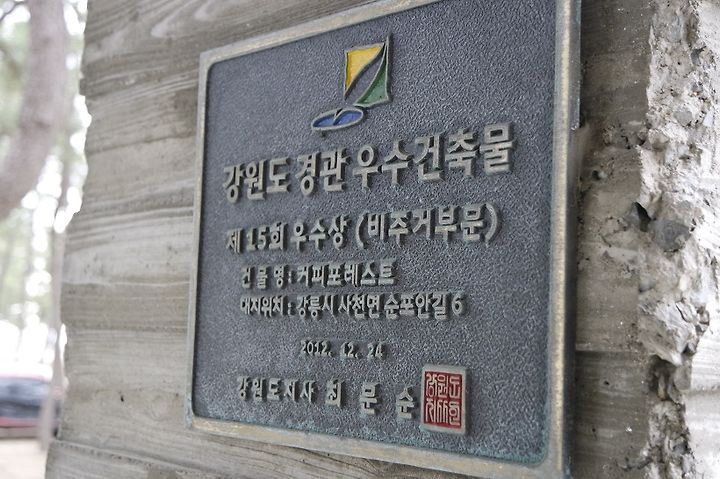 강원도 경관 우수건축물
제 15회 우수상 (비주거부문)
건 물 명 : 커피포레스트
대지위치 : 강릉시 사천면 순포안길 6
2012. 12. 24
강 원 도 지 사 최 문 순